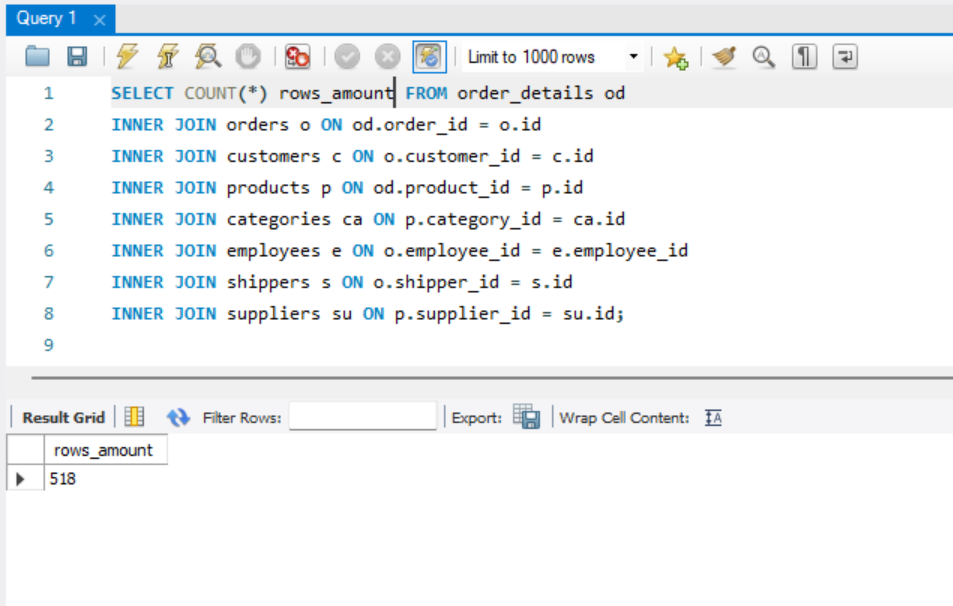 Query 1
Limit to 1000 rows
1 SELECT COUNT(*) rows_amount FROM order_details od
2 INNER JOIN orders o ON od.order_id = o.id
3 INNER JOIN customers c ON o.customer_id = c.id
4 INNER JOIN products p ON od.product_id = p.id
5 INNER JOIN categories ca ON p.category_id = ca.id
6 INNER JOIN employees e ON o.employee_id = e.employee_id
7 INNER JOIN shippers s ON o.shipper_id = s.id
8 INNER JOIN suppliers su ON p.supplier_id = su.id;
9
Result Grid Filter Rows: Export: Wrap Cell Content:
rows_amount
518